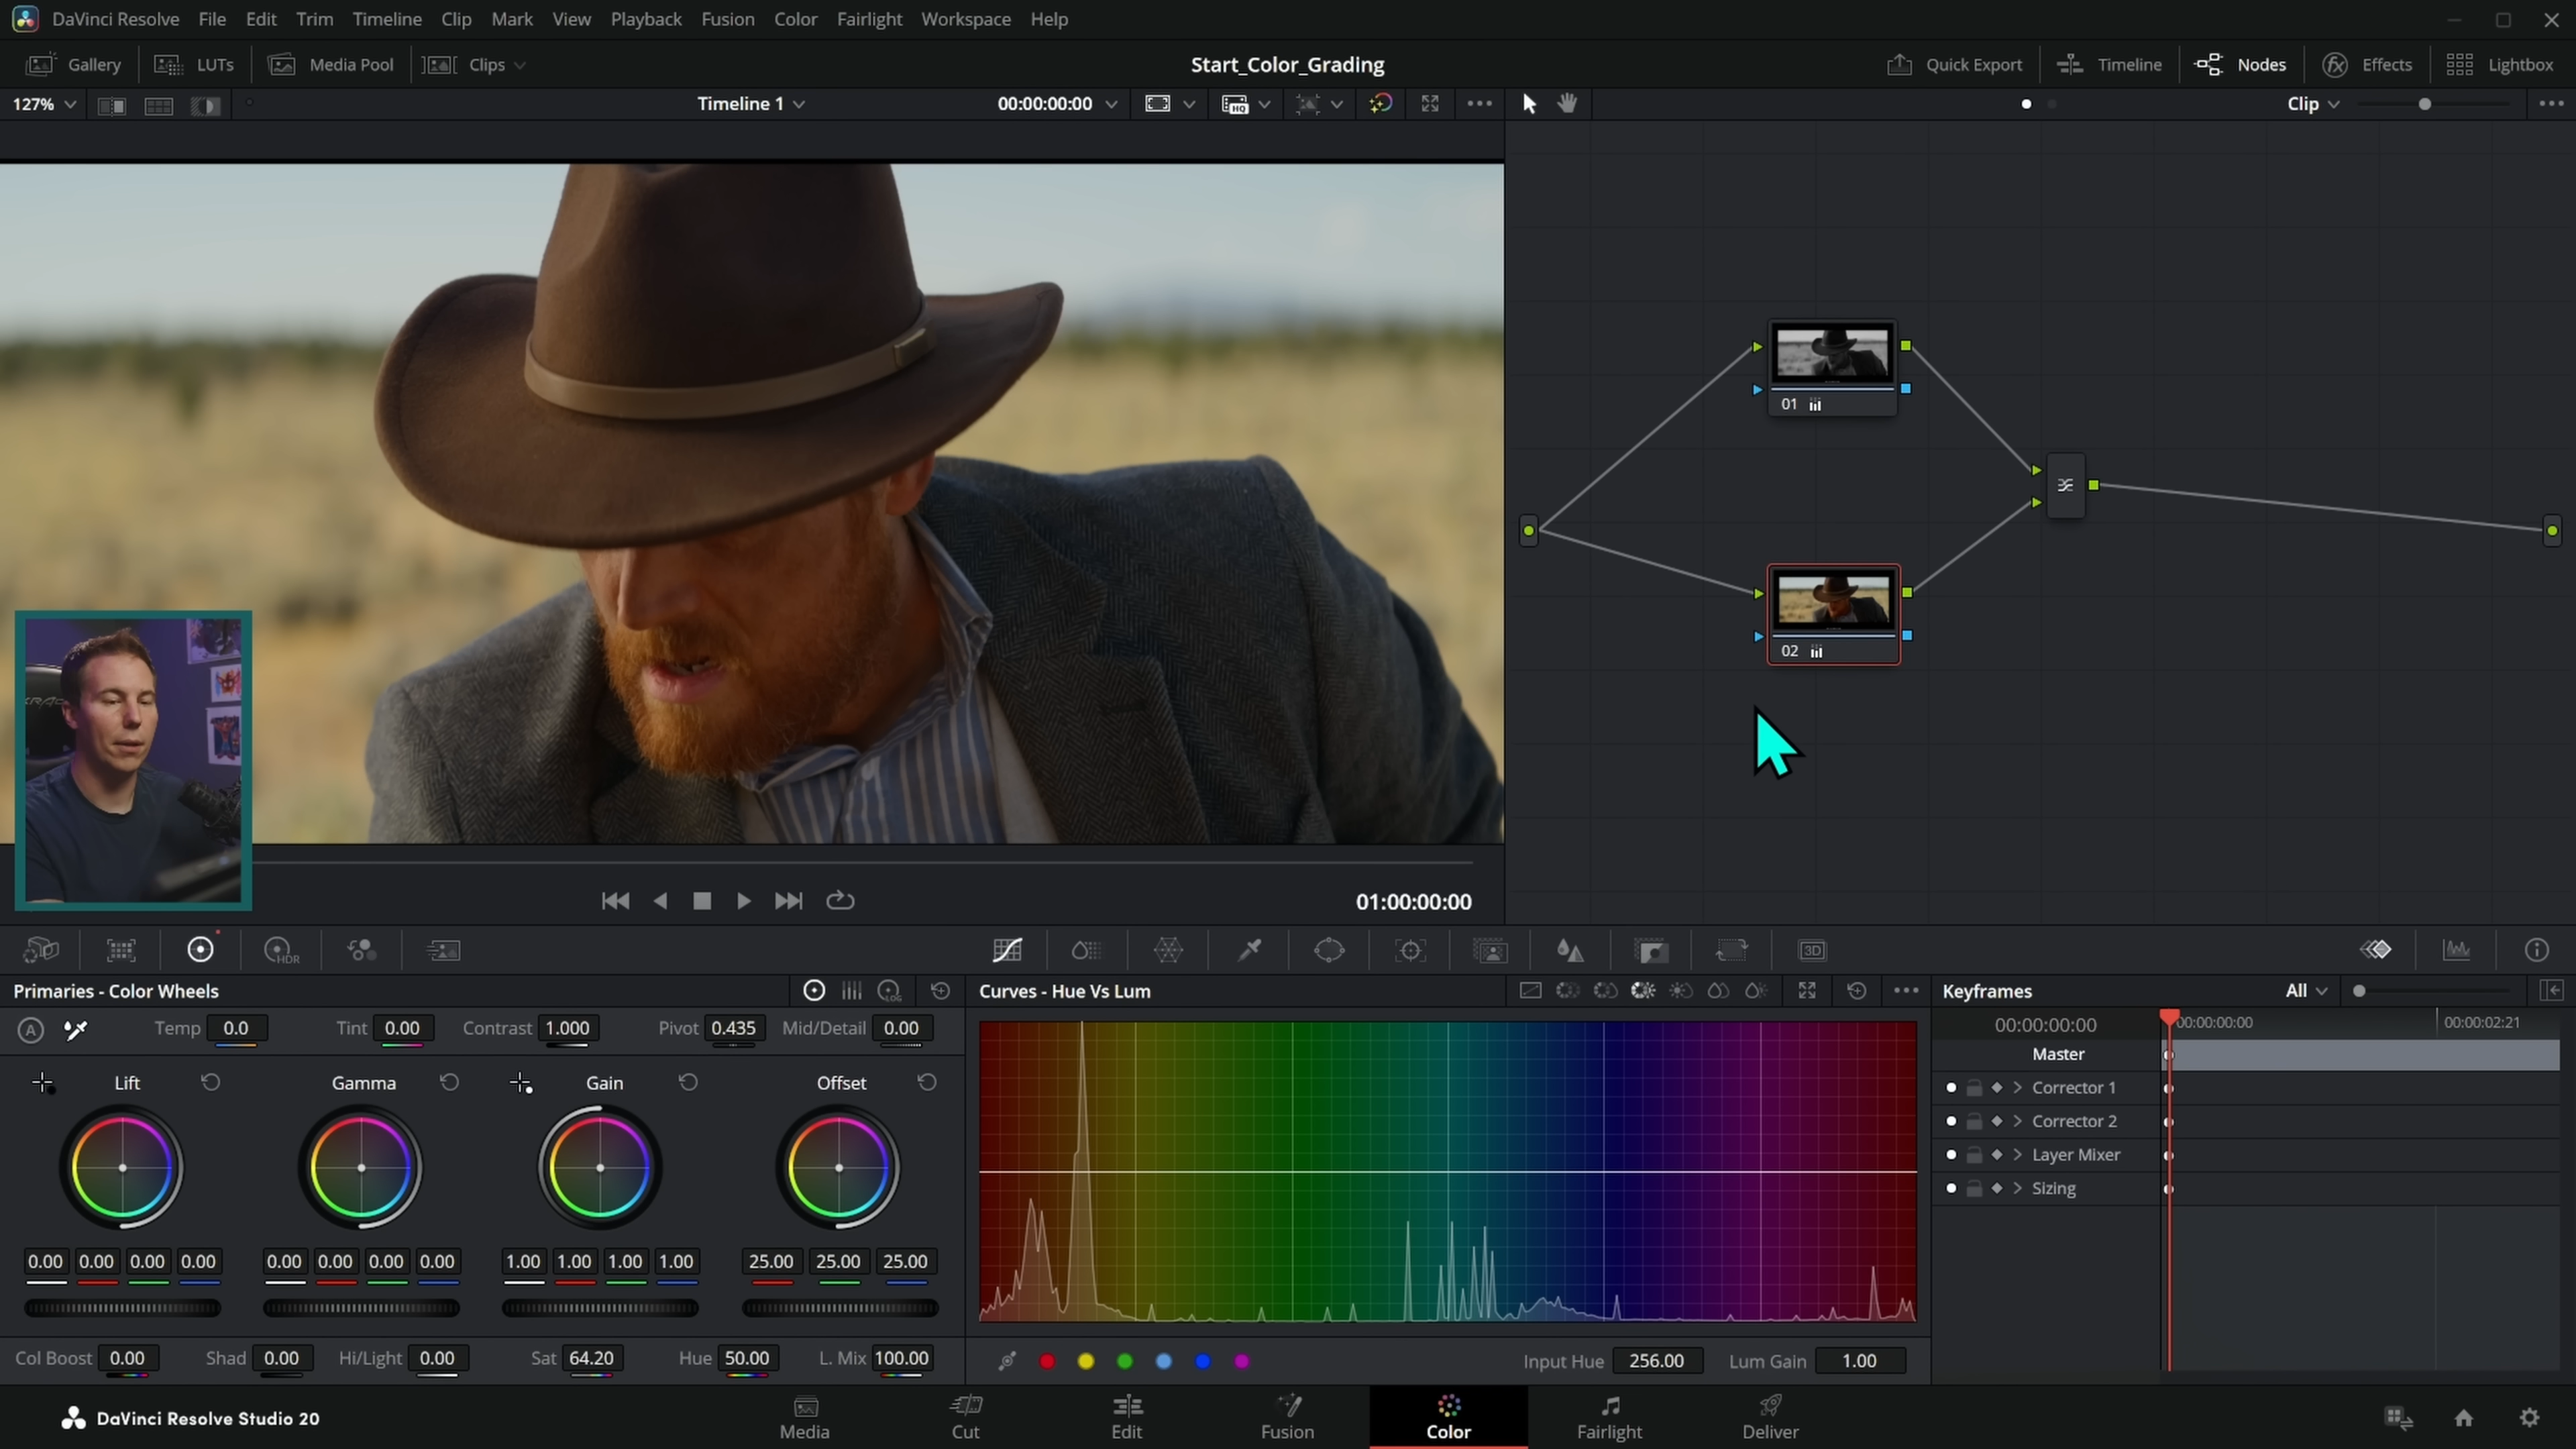 DaVinci Resolve File Edit Trim Timeline Clip Mark View Playback Fusion Color Fairlight Workspace Help
Gallery LUTs Media Pool Clips Start_Color_Grading Quick Export Timeline Nodes Effects Lightbox
127% Timeline 1 00:00:00:00 HQ Clip
01
02
01:00:00:00
HDR 3D
Primaries - Color Wheels LOG Curves - Hue Vs Lum Keyframes All
A Temp 0.0 Tint 0.00 Contrast 1.000 Pivot 0.435 Mid/Detail 0.00
00:00:00:00 00:00:00:00 00:00:02:21
Master
Lift Gamma Gain Offset
Corrector 1
Corrector 2
Layer Mixer
Sizing
0.00 0.00 0.00 0.00 0.00 0.00 0.00 0.00 1.00 1.00 1.00 1.00 25.00 25.00 25.00
Col Boost 0.00 Shad 0.00 Hi/Light 0.00 Sat 64.20 Hue 50.00 L. Mix 100.00
Input Hue 256.00 Lum Gain 1.00
DaVinci Resolve Studio 20
Media Cut Edit Fusion Color Fairlight Deliver